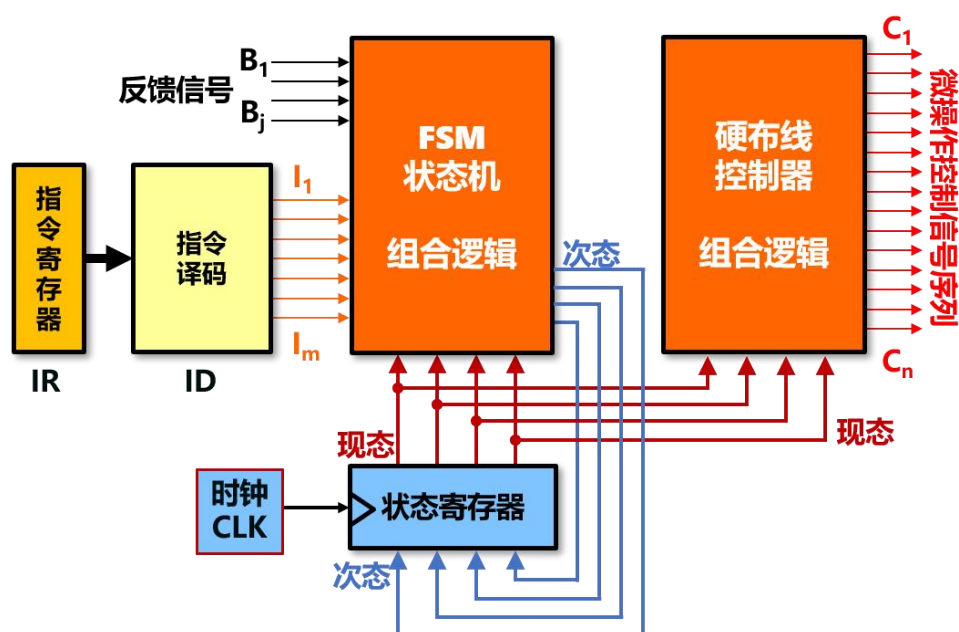 反馈信号
B1
Bj
FSM
状态机
组合逻辑
硬布线
控制器
组合逻辑
C1
Cn
微操作控制信号序列
指令寄存器
IR
指令
译码
ID
I1
Im
次态
现态
现态
时钟
CLK
状态寄存器
次态